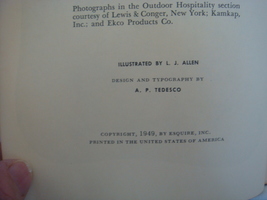 Photographs in the Outdoor Hospitality section
courtesy of Lewis & Conger, New York; Kamkap,
Inc.; and Ekco Products Co.
ILLUSTRATED BY L. J. ALLEN
DESIGN AND TYPOGRAPHY BY
A. P. TEDESCO
COPYRIGHT, 1949, BY ESQUIRE, INC.
PRINTED IN THE UNITED STATES OF AMERICA